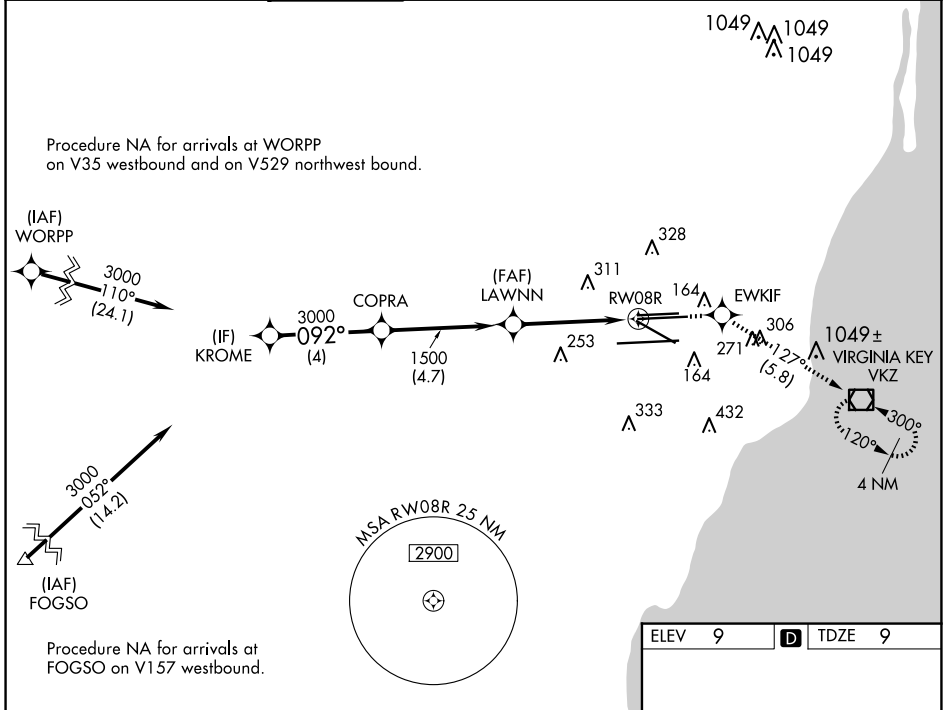 1049
1049
1049
Procedure NA for arrivals at WORPP
on V35 westbound and on V529 northwest bound.
(IAF)
WORPP
3000
110°
(24.1)
(IF)
KROME
3000
092°
(4)
COPRA
1500
(4.7)
(FAF)
LAWNN
311
328
253
RW08R
164
EWKIF
271
306
164
127°
(5.8)
1049±
VIRGINIA KEY
VKZ
300°
120°
4 NM
333
432
3000
052°
(14.2)
(IAF)
FOGSO
MSA RW08R 25 NM
2900
Procedure NA for arrivals at
FOGSO on V157 westbound.
ELEV 9 D TDZE 9